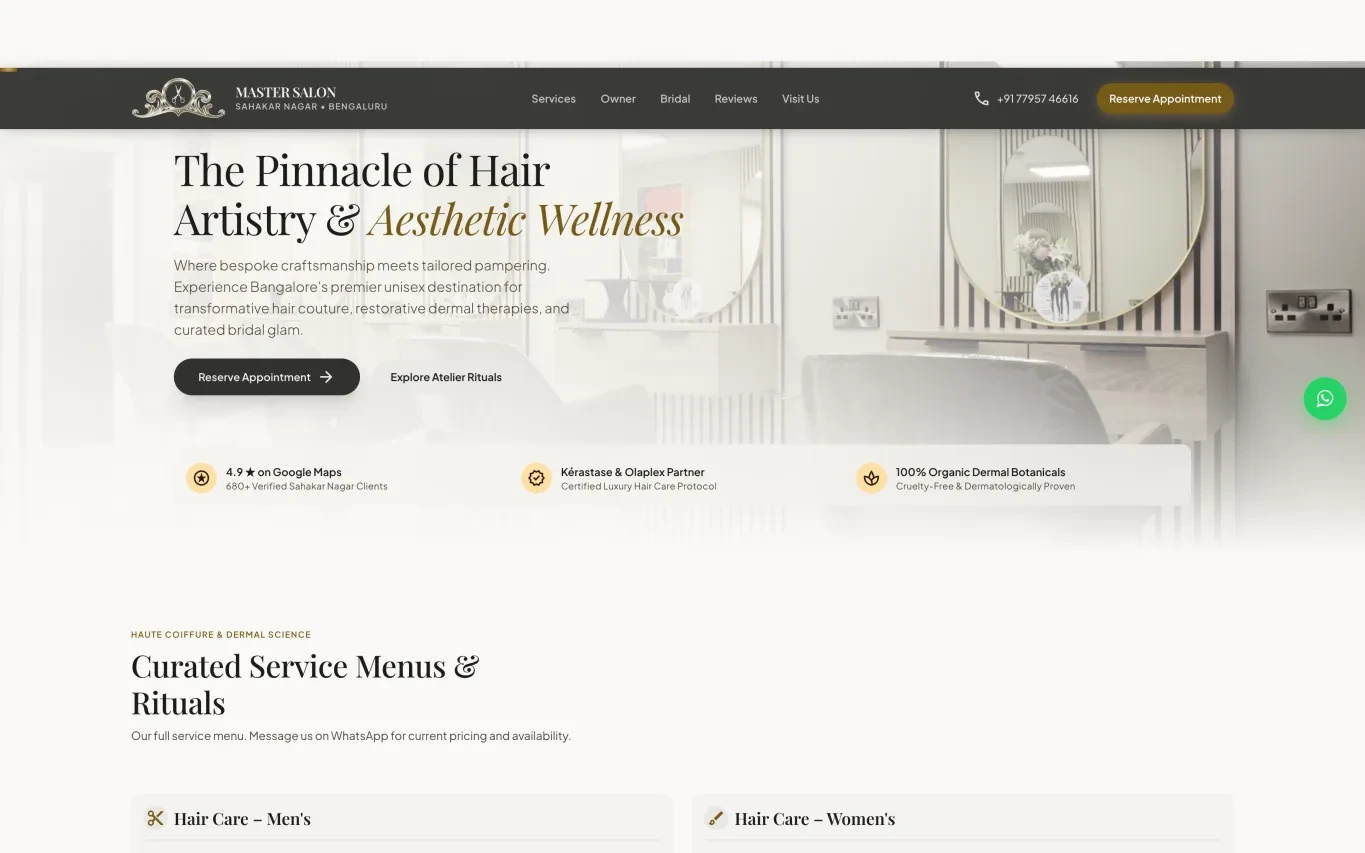 MASTER SALON
SAHAKAR NAGAR • BENGALURU
Services
Owner
Bridal
Reviews
Visit Us
+91 77957 46616
Reserve Appointment
The Pinnacle of Hair
Artistry & Aesthetic Wellness
Where bespoke craftsmanship meets tailored pampering.
Experience Bangalore's premier unisex destination for
transformative hair couture, restorative dermal therapies, and
curated bridal glam.
Reserve Appointment →
Explore Atelier Rituals
4.9 ★ on Google Maps
680+ Verified Sahakar Nagar Clients
Kérastase & Olaplex Partner
Certified Luxury Hair Care Protocol
100% Organic Dermal Botanicals
Cruelty-Free & Dermatologically Proven
HAUTE COIFFURE & DERMAL SCIENCE
Curated Service Menus &
Rituals
Our full service menu. Message us on WhatsApp for current pricing and availability.
Hair Care – Men's
Hair Care – Women's